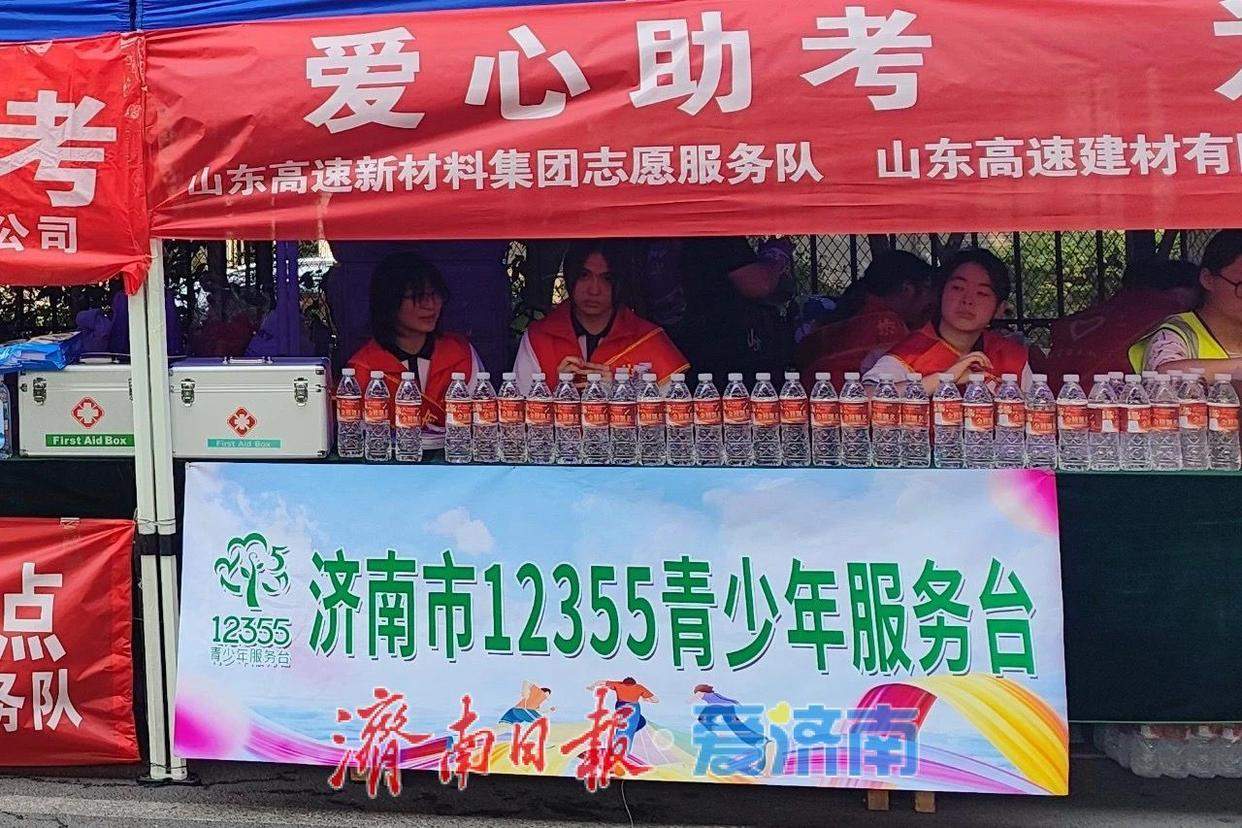 爱心助考
考
山东高速新材料集团志愿服务队
山东高速建材有
公司
First Aid Box
First Aid Box
济南市12355青少年服务台
12355
青少年服务台
点
务队
濟南日报
爱济南